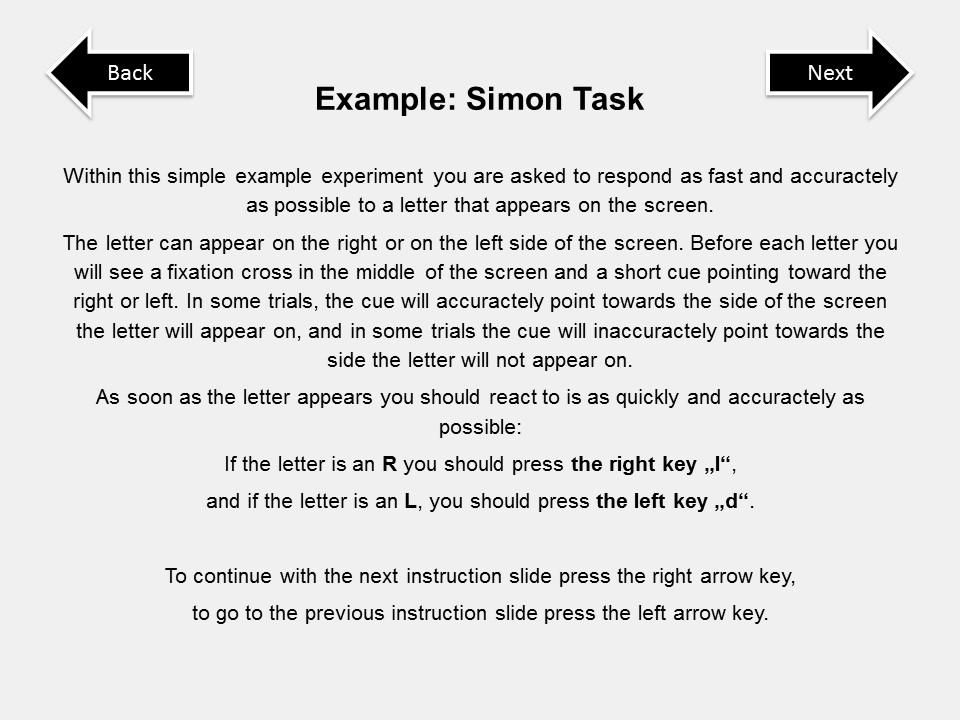 Back
Next
Example: Simon Task
Within this simple example experiment you are asked to respond as fast and accuractely
as possible to a letter that appears on the screen.
The letter can appear on the right or on the left side of the screen. Before each letter you
will see a fixation cross in the middle of the screen and a short cue pointing toward the
right or left. In some trials, the cue will accuractely point towards the side of the screen
the letter will appear on, and in some trials the cue will inaccuractely point towards the
side the letter will not appear on.
As soon as the letter appears you should react to is as quickly and accuractely as
possible:
If the letter is an R you should press the right key „l“,
and if the letter is an L, you should press the left key „d“.
To continue with the next instruction slide press the right arrow key,
to go to the previous instruction slide press the left arrow key.